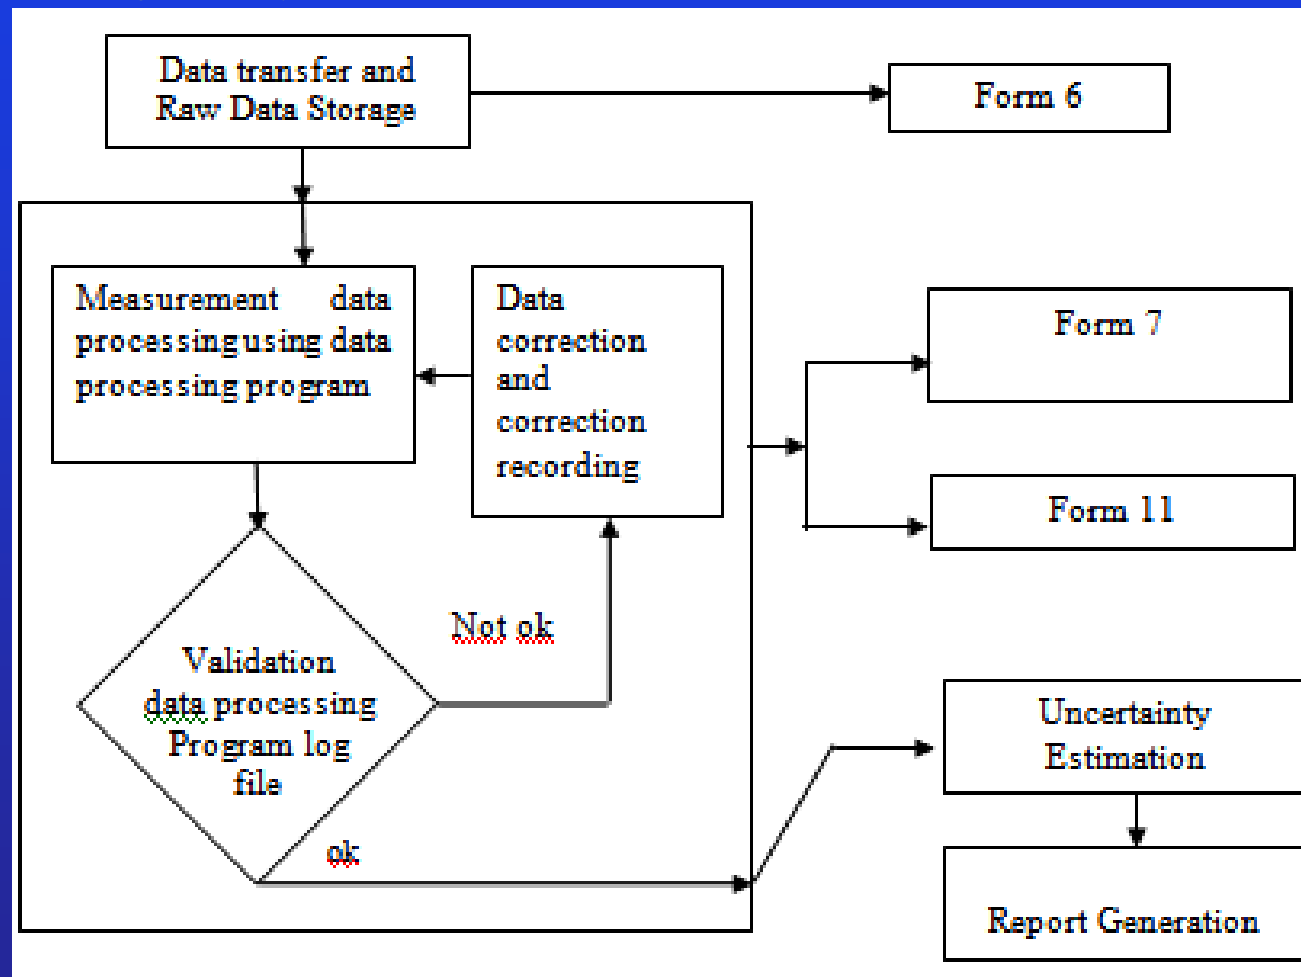 Data transfer and
Raw Data Storage
Form 6
Measurement data
processing using data
processing program
Data
correction
and
correction
recording
Form 7
Form 11
Not ok
Validation
data processing
Program log
file
ok
Uncertainty
Estimation
Report Generation